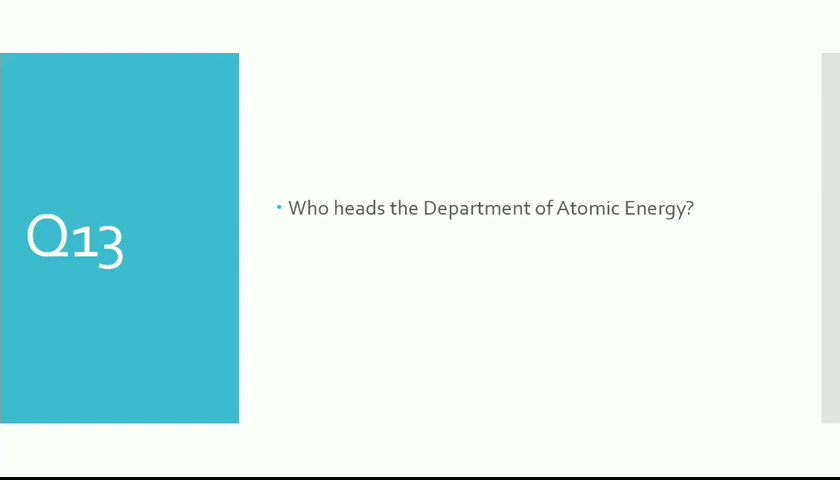 Q13
• Who heads the Department of Atomic Energy?